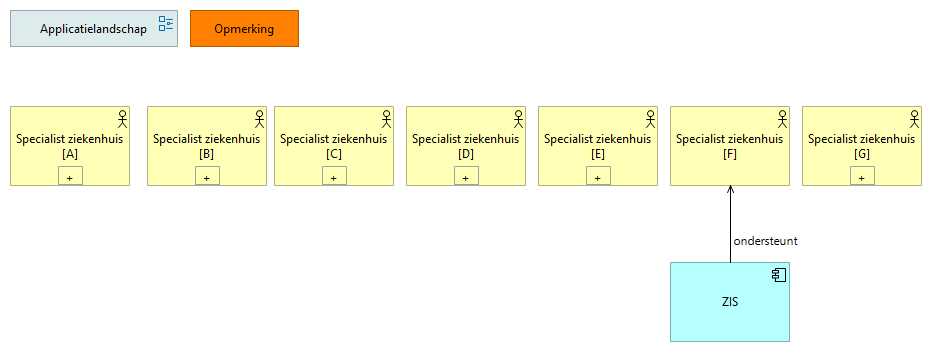 Applicatielandschap
Opmerking
Specialist ziekenhuis
[A]
+
Specialist ziekenhuis
[B]
+
Specialist ziekenhuis
[C]
+
Specialist ziekenhuis
[D]
+
Specialist ziekenhuis
[E]
+
Specialist ziekenhuis
[F]
Specialist ziekenhuis
[G]
+
ondersteunt
ZIS